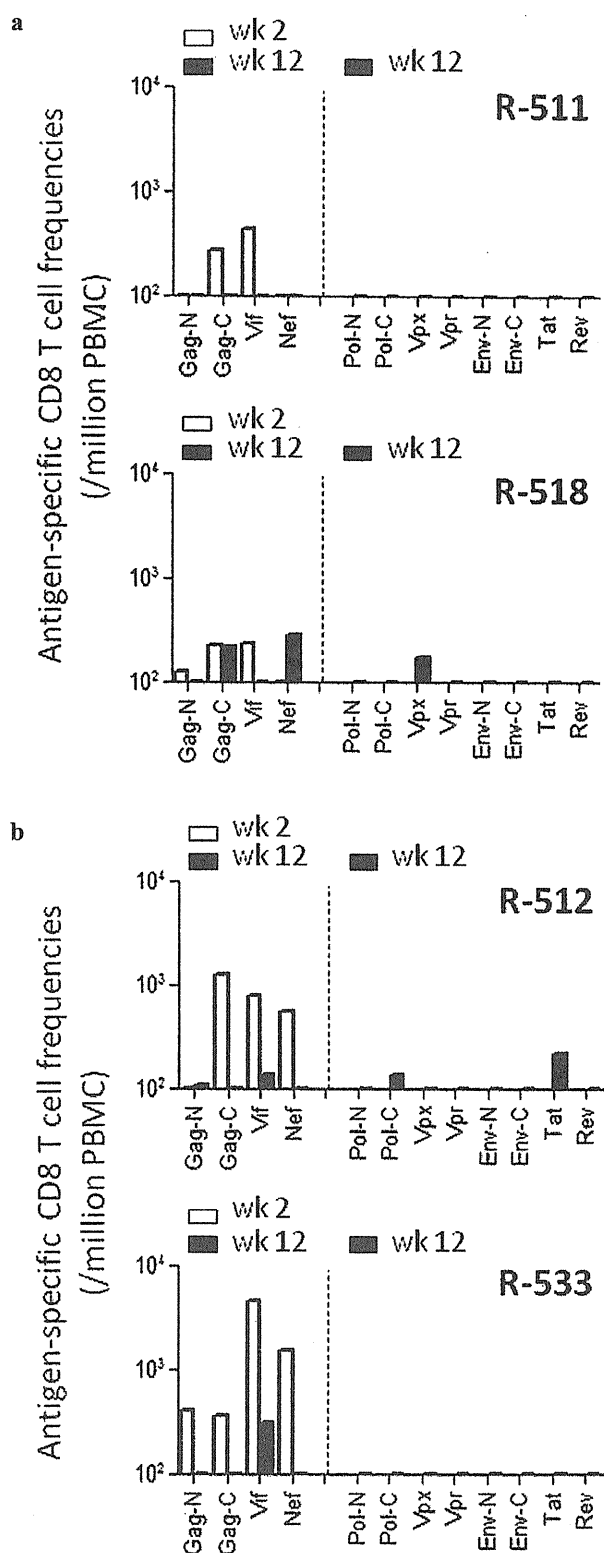 a
wk 2
wk 12 wk 12
R-511
10⁴
10³
10²
Gag-N Gag-C Vif Nef Pol-N Pol-C Vpx Vpr Env-N Env-C Tat Rev
Antigen-specific CD8 T cell frequencies
(/million PBMC)
wk 2
wk 12 wk 12
R-518
10⁴
10³
10²
Gag-N Gag-C Vif Nef Pol-N Pol-C Vpx Vpr Env-N Env-C Tat Rev
b
wk 2
wk 12 wk 12
R-512
10⁴
10³
10²
Gag-N Gag-C Vif Nef Pol-N Pol-C Vpx Vpr Env-N Env-C Tat Rev
Antigen-specific CD8 T cell frequencies
(/million PBMC)
wk 2
wk 12 wk 12
R-533
10⁴
10³
10²
Gag-N Gag-C Vif Nef Pol-N Pol-C Vpx Vpr Env-N Env-C Tat Rev